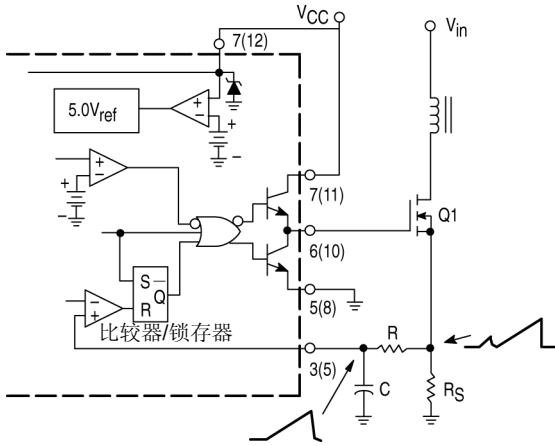 VCC
Vin
7(12)
5.0Vref
+
−
+
−
+
−
+
−
7(11)
Q1
6(10)
S
Q
R
−
+
5(8)
比较器/锁存器
R
3(5)
C
RS